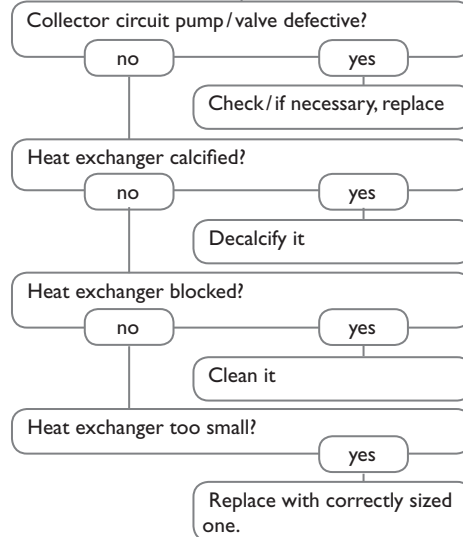 Collector circuit pump/valve defective?
no
yes
Check/if necessary, replace
Heat exchanger calcified?
no
yes
Decalcify it
Heat exchanger blocked?
no
yes
Clean it
Heat exchanger too small?
yes
Replace with correctly sized
one.